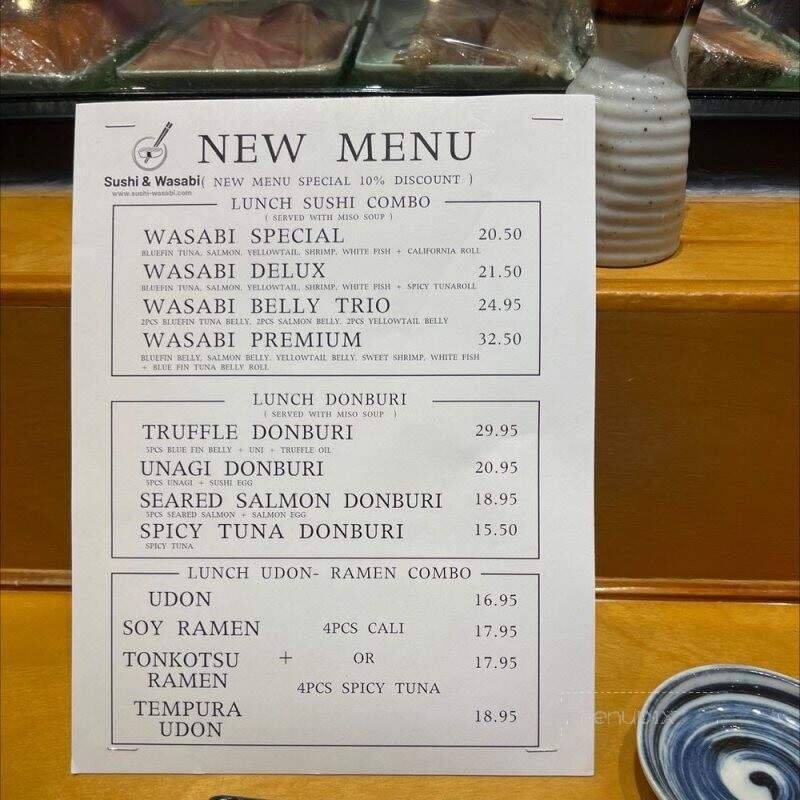 NEW MENU
Sushi & Wasabi
( NEW MENU SPECIAL 10% DISCOUNT )
www.sushi-wasabi.com
LUNCH SUSHI COMBO
( SERVED WITH MISO SOUP )
WASABI SPECIAL 20.50
BLUEFIN TUNA, SALMON, YELLOWTAIL, SHRIMP, WHITE FISH + CALIFORNIA ROLL
WASABI DELUX 21.50
BLUEFIN TUNA, SALMON, YELLOWTAIL, SHRIMP, WHITE FISH + SPICY TUNAROLL
WASABI BELLY TRIO 24.95
2PCS BLUEFIN TUNA BELLY, 2PCS SALMON BELLY, 2PCS YELLOWTAIL BELLY
WASABI PREMIUM 32.50
BLUEFIN BELLY, SALMON BELLY, YELLOWTAIL BELLY, SWEET SHRIMP, WHITE FISH
+ BLUE FIN TUNA BELLY ROLL
LUNCH DONBURI
( SERVED WITH MISO SOUP )
TRUFFLE DONBURI 29.95
5PCS BLUE FIN BELLY + UNI + TRUFFLE OIL
UNAGI DONBURI 20.95
5PCS UNAGI + SUSHI EGG
SEARED SALMON DONBURI 18.95
5PCS SEARED SALMON + SALMON EGG
SPICY TUNA DONBURI 15.50
SPICY TUNA
LUNCH UDON- RAMEN COMBO
UDON 16.95
SOY RAMEN 4PCS CALI 17.95
TONKOTSU + OR 17.95
RAMEN 4PCS SPICY TUNA
TEMPURA 18.95
UDON
menupix